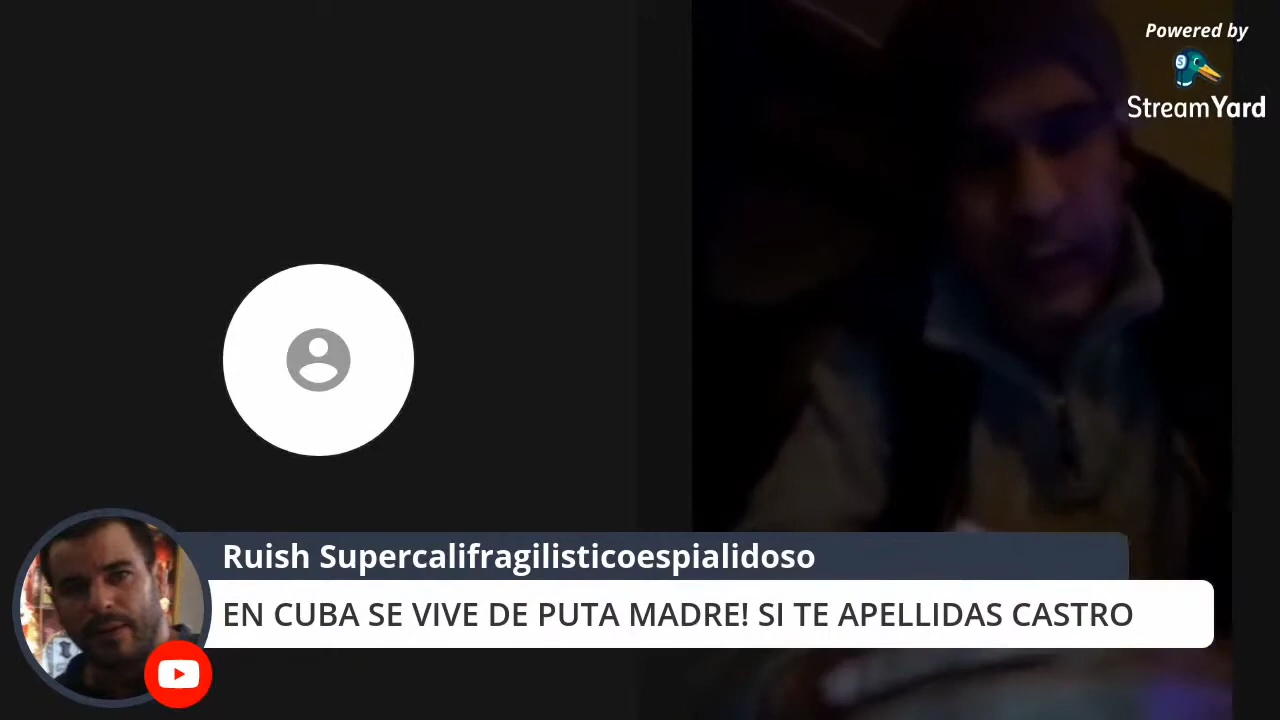 Powered by
StreamYard
Ruish Supercalifragilisticoespialidoso
EN CUBA SE VIVE DE PUTA MADRE! SI TE APELLIDAS CASTRO